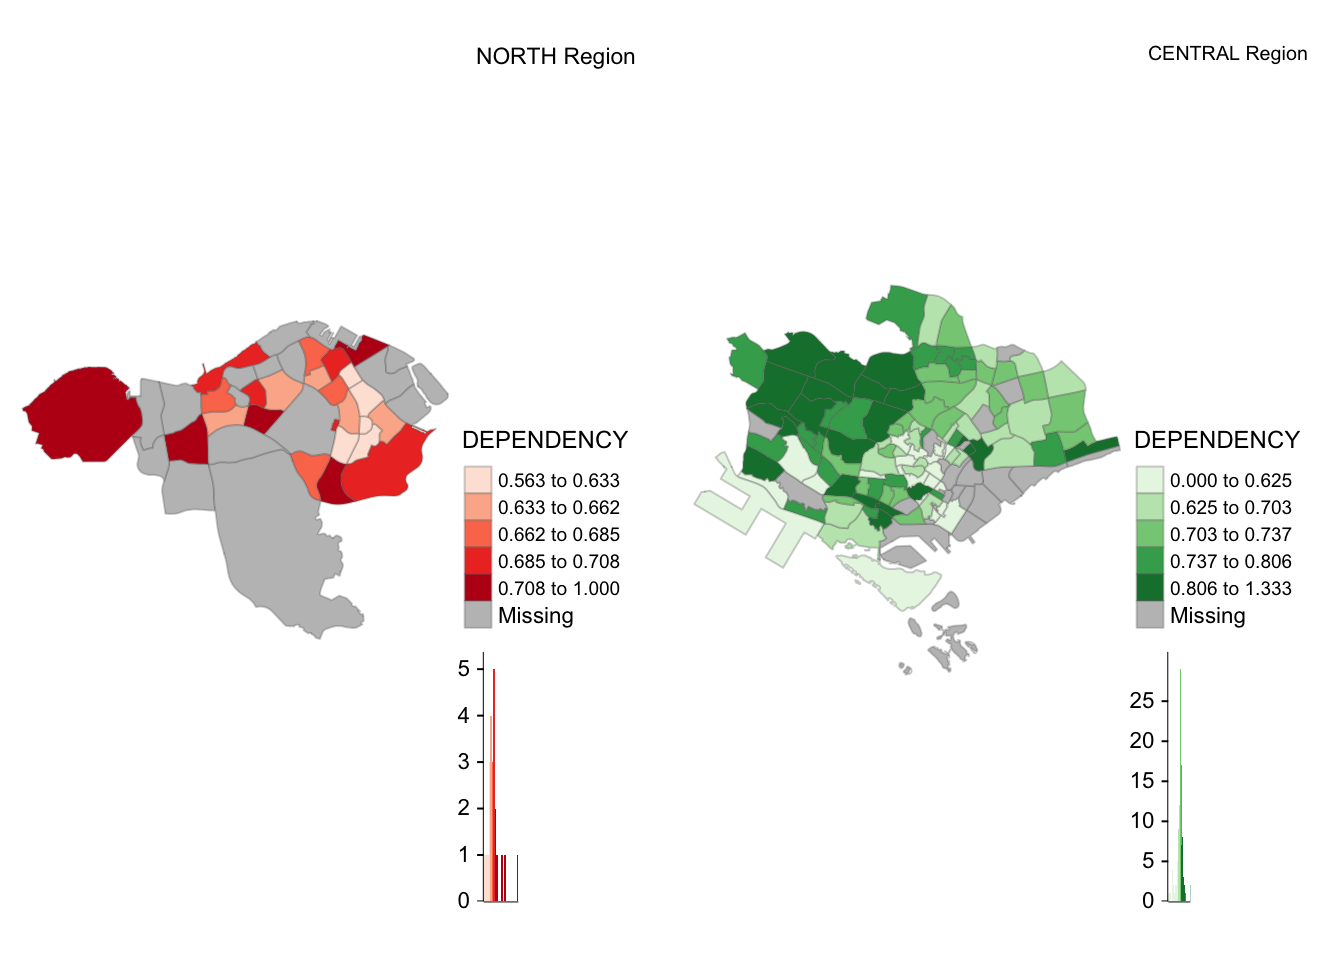 NORTH Region
DEPENDENCY
0.563 to 0.633
0.633 to 0.662
0.662 to 0.685
0.685 to 0.708
0.708 to 1.000
Missing
5
4
3
2
1
0
CENTRAL Region
DEPENDENCY
0.000 to 0.625
0.625 to 0.703
0.703 to 0.737
0.737 to 0.806
0.806 to 1.333
Missing
25
20
15
10
5
0